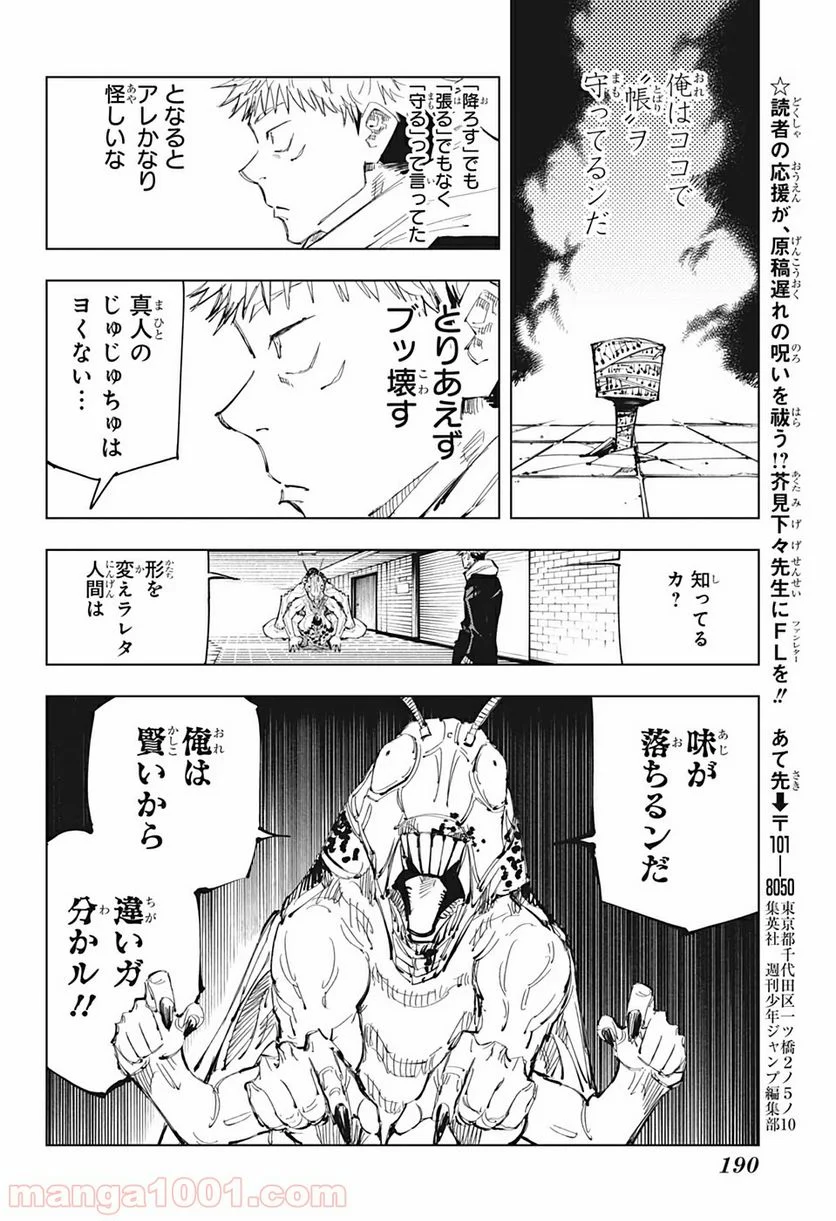 ☆読者の応援が、原稿遅れの呪いを祓う!?芥見下々先生にFLを!! あて先➡〒101―8050
東京都千代田区一ツ橋2ノ5ノ10
集英社 週刊少年ジャンプ編集部
俺はココで
〝帳〟ヲ
守ってるンだ
「降ろす」でも
「張る」でもなく
「守る」って言ってた
となると
アレかなり
怪しいな
とりあえず
ブッ壊す
真人の
じゅじゅちゅは
ヨくない…
知ってる
カ?
形を
変えラレタ
人間は
味が
落ちるンだ
俺は
賢いから
違いガ
分かル!!
190
manga1001.com